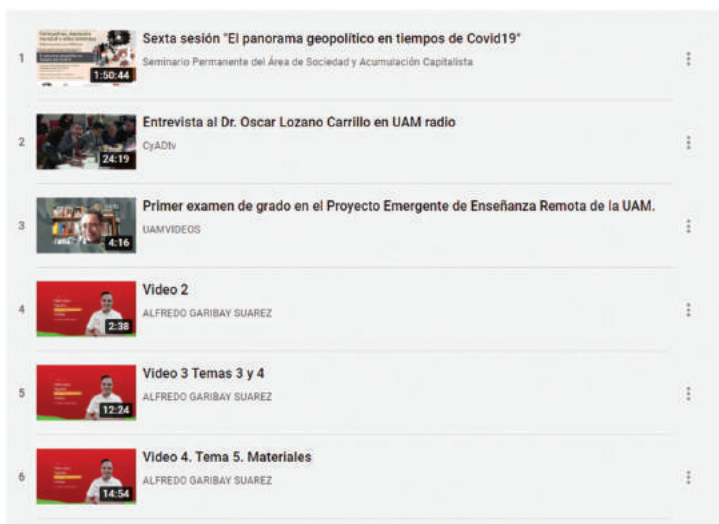 1
1:50:44
Sexta sesión "El panorama geopolítico en tiempos de Covid19"
Seminario Permanente del Área de Sociedad y Acumulación Capitalista
2
24:19
Entrevista al Dr. Oscar Lozano Carrillo en UAM radio
CyADtv
3
4:16
Primer examen de grado en el Proyecto Emergente de Enseñanza Remota de la UAM.
UAMVIDEOS
4
2:38
Video 2
ALFREDO GARIBAY SUAREZ
5
12:24
Video 3 Temas 3 y 4
ALFREDO GARIBAY SUAREZ
6
14:54
Video 4. Tema 5. Materiales
ALFREDO GARIBAY SUAREZ